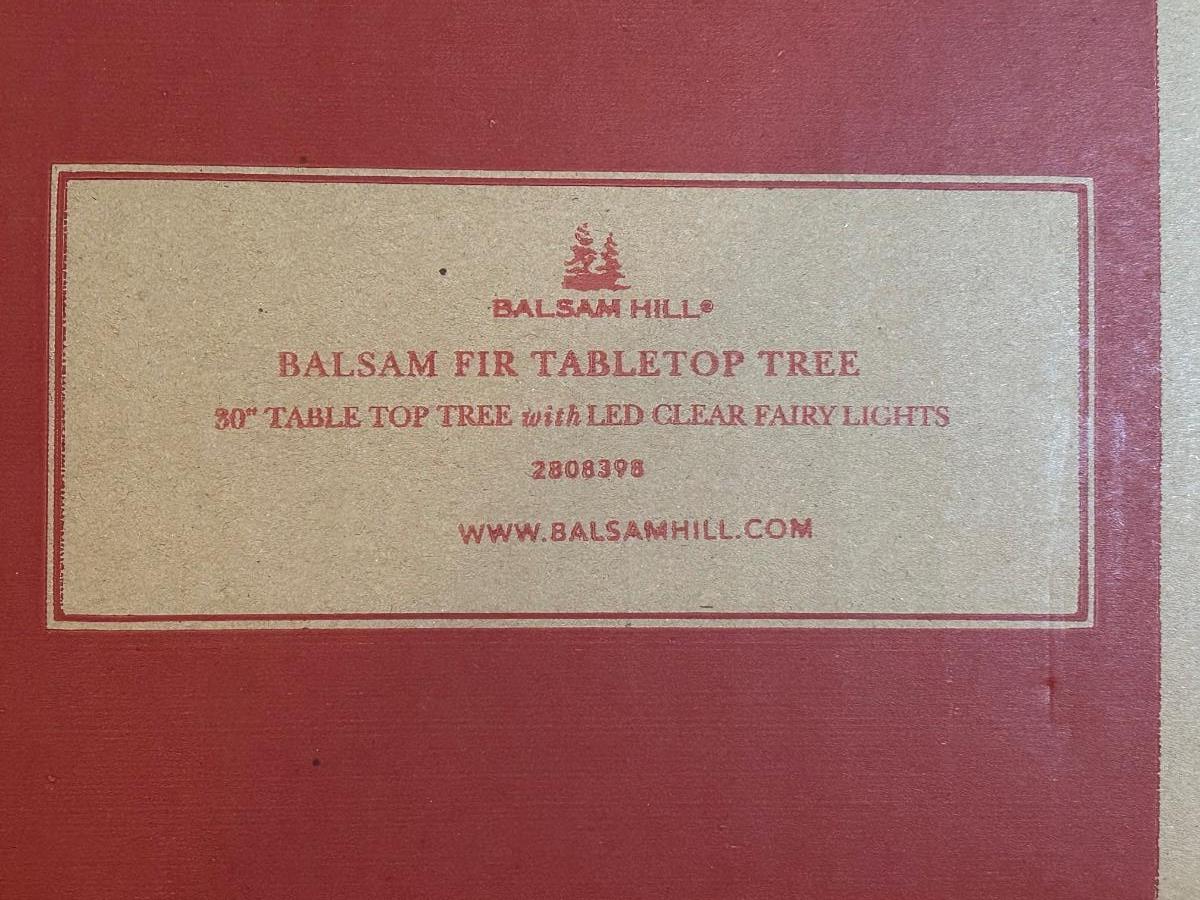 BALSAM HILL®
BALSAM FIR TABLETOP TREE
30" TABLE TOP TREE with LED CLEAR FAIRY LIGHTS
2808398
WWW.BALSAMHILL.COM